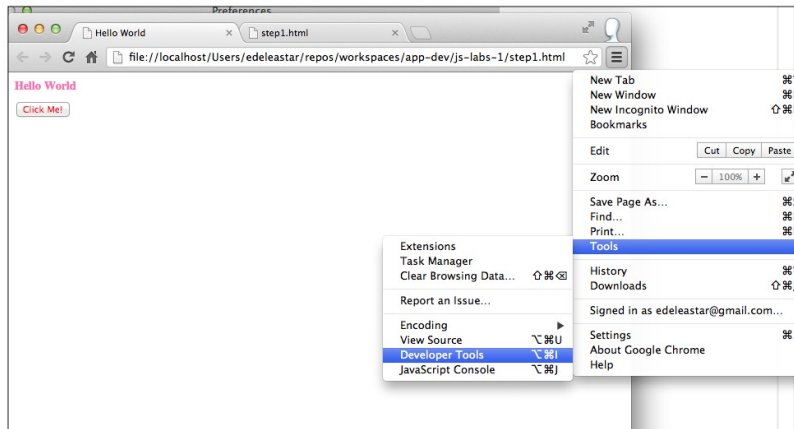 Preferences
Hello World
step1.html
file://localhost/Users/edeleastar/repos/workspaces/app-dev/js-labs-1/step1.html
Hello World
Click Me!
New Tab ⌘
New Window ⌘
New Incognito Window ⇧⌘
Bookmarks
Edit Cut Copy Paste
Zoom − 100% +
Save Page As... ⌘
Find... ⌘
Print... ⌘
Tools
History ⌘
Downloads ⇧⌘
Signed in as edeleastar@gmail.com...
Settings ⌘
About Google Chrome
Help
Extensions
Task Manager
Clear Browsing Data... ⇧⌘⌫
Report an Issue...
Encoding ▶
View Source ⌥⌘U
Developer Tools ⌥⌘I
JavaScript Console ⌥⌘J